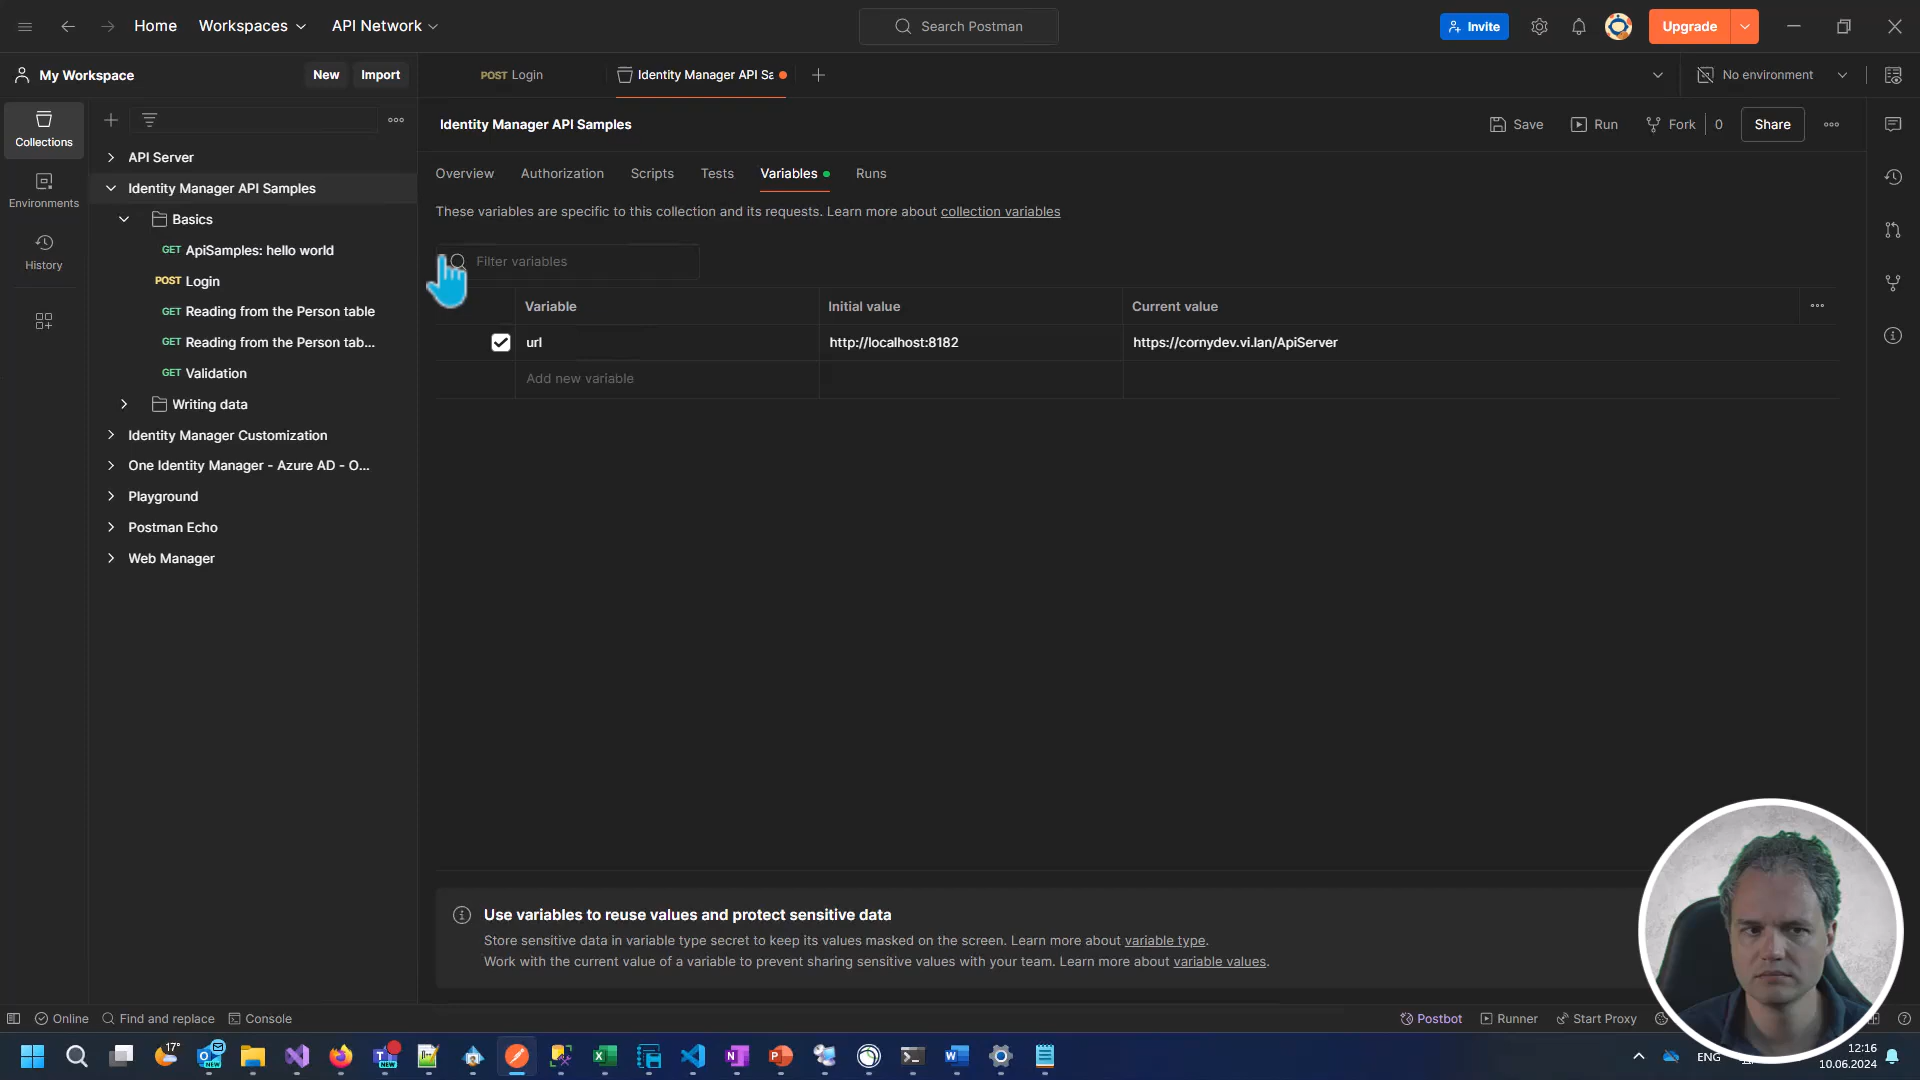 Home Workspaces API Network Search Postman Invite Upgrade
My Workspace New Import POST Login Identity Manager API Sa No environment
Collections
Environments
History
API Server
Identity Manager API Samples
Basics
GET ApiSamples: hello world
POST Login
GET Reading from the Person table
GET Reading from the Person tab...
GET Validation
Writing data
Identity Manager Customization
One Identity Manager - Azure AD - O...
Playground
Postman Echo
Web Manager
Identity Manager API Samples Save Run Fork 0 Share
Overview Authorization Scripts Tests Variables Runs
These variables are specific to this collection and its requests. Learn more about collection variables
Filter variables
Variable Initial value Current value
url http://localhost:8182 https://cornydev.vi.lan/ApiServer
Add new variable
Use variables to reuse values and protect sensitive data
Store sensitive data in variable type secret to keep its values masked on the screen. Learn more about variable type.
Work with the current value of a variable to prevent sharing sensitive values with your team. Learn more about variable values.
Online Find and replace Console Postbot Runner Start Proxy
17° NEW NEW ENG 12:16
10.06.2024